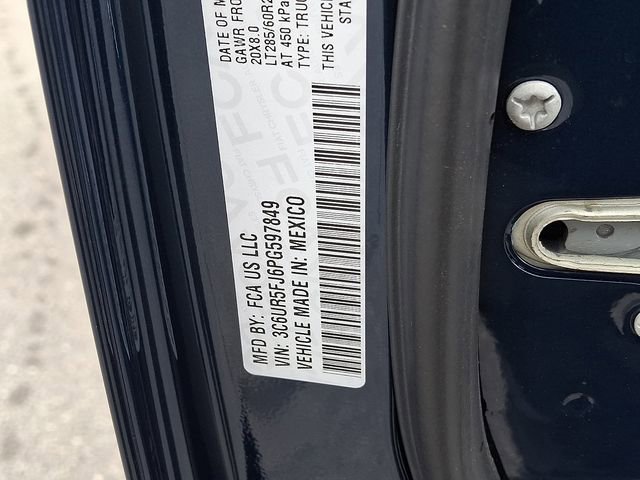 DATE OF M
GAWR FRO
20X8.0
LT285/60R2
AT 450 kPa
TYPE: TRUC
THIS VEHIC
STA
MFD BY: FCA US LLC
VIN: 3C6UR5FJ6PG597849
VEHICLE MADE IN: MEXICO